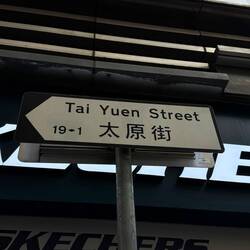 Tai Yuen Street
19-1 太原街
SKECHERS